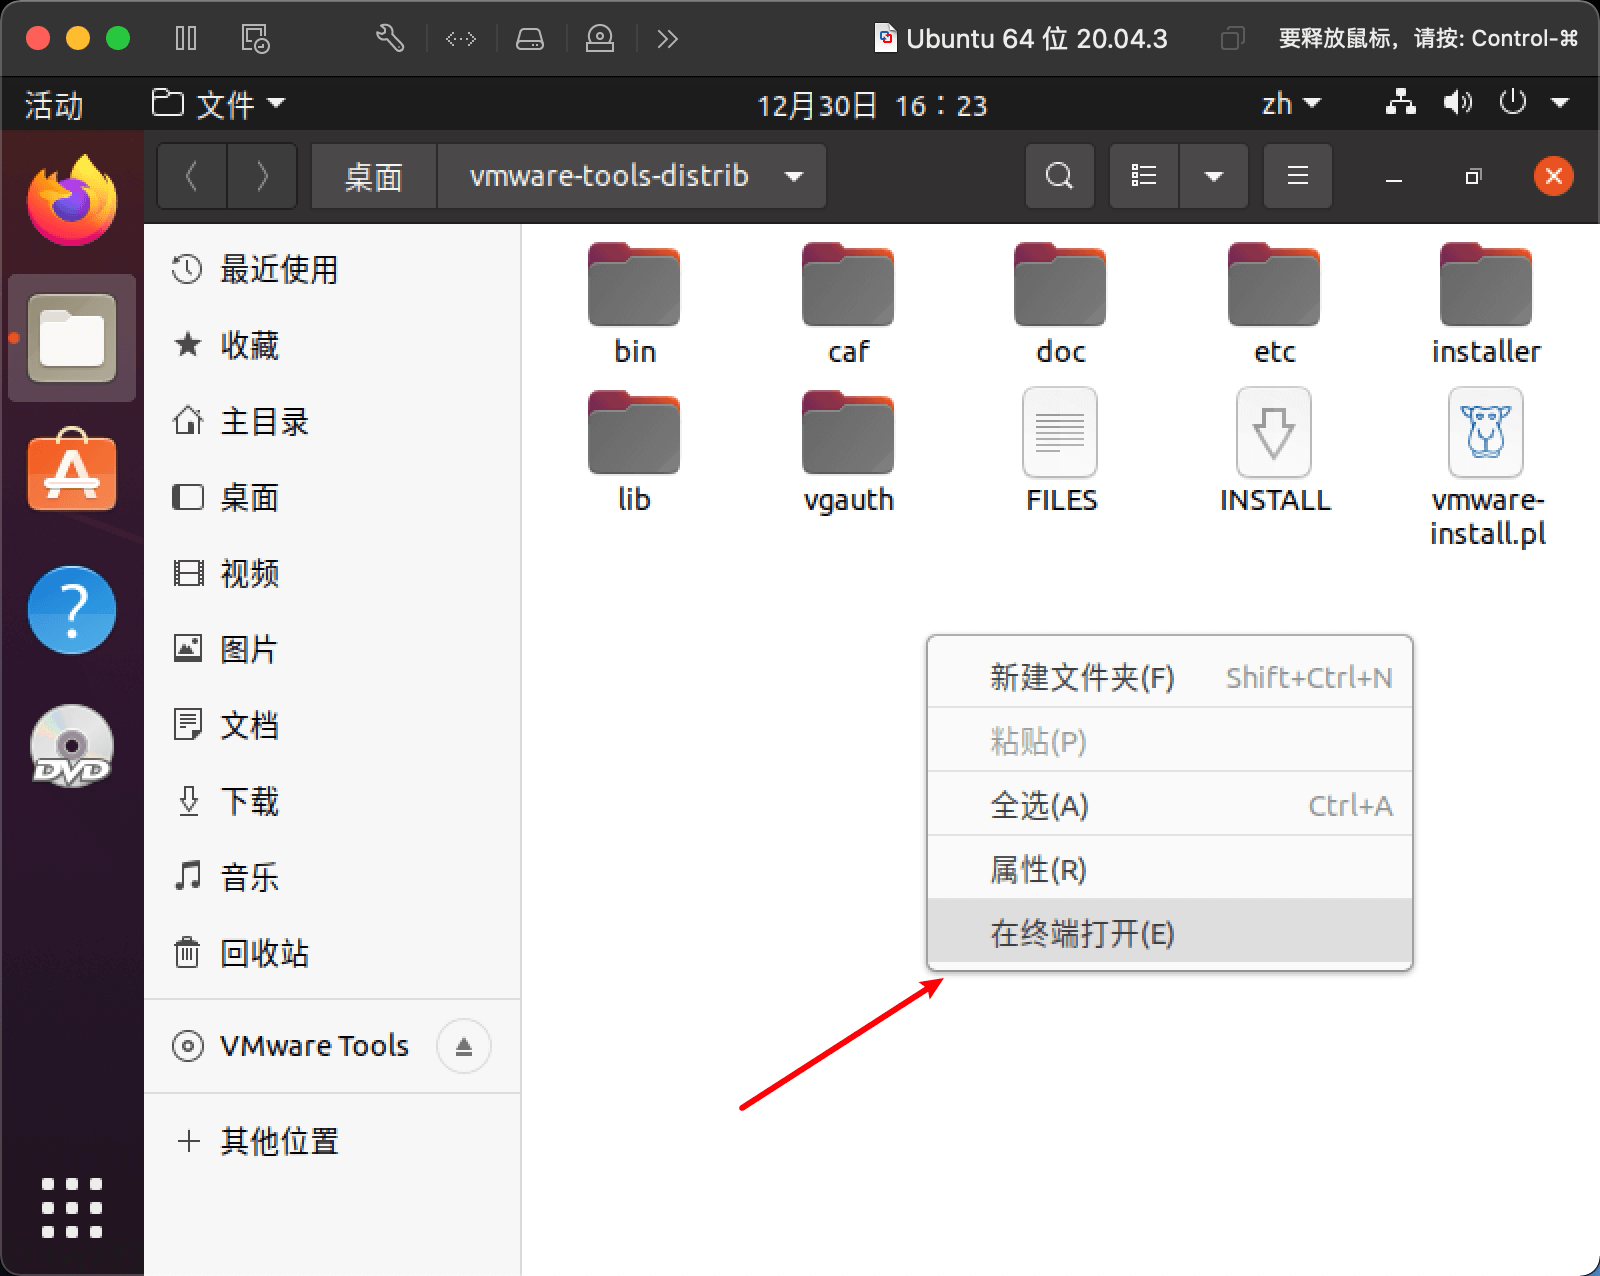 Ubuntu 64 位 20.04.3
要释放鼠标，请按: Control-⌘
活动
文件
12月30日 16：23
zh
桌面
vmware-tools-distrib
最近使用
收藏
主目录
桌面
视频
图片
文档
下载
音乐
回收站
VMware Tools
其他位置
DVD
bin
caf
doc
etc
installer
lib
vgauth
FILES
INSTALL
vmware-
install.pl
新建文件夹(F) Shift+Ctrl+N
粘贴(P)
全选(A) Ctrl+A
属性(R)
在终端打开(E)